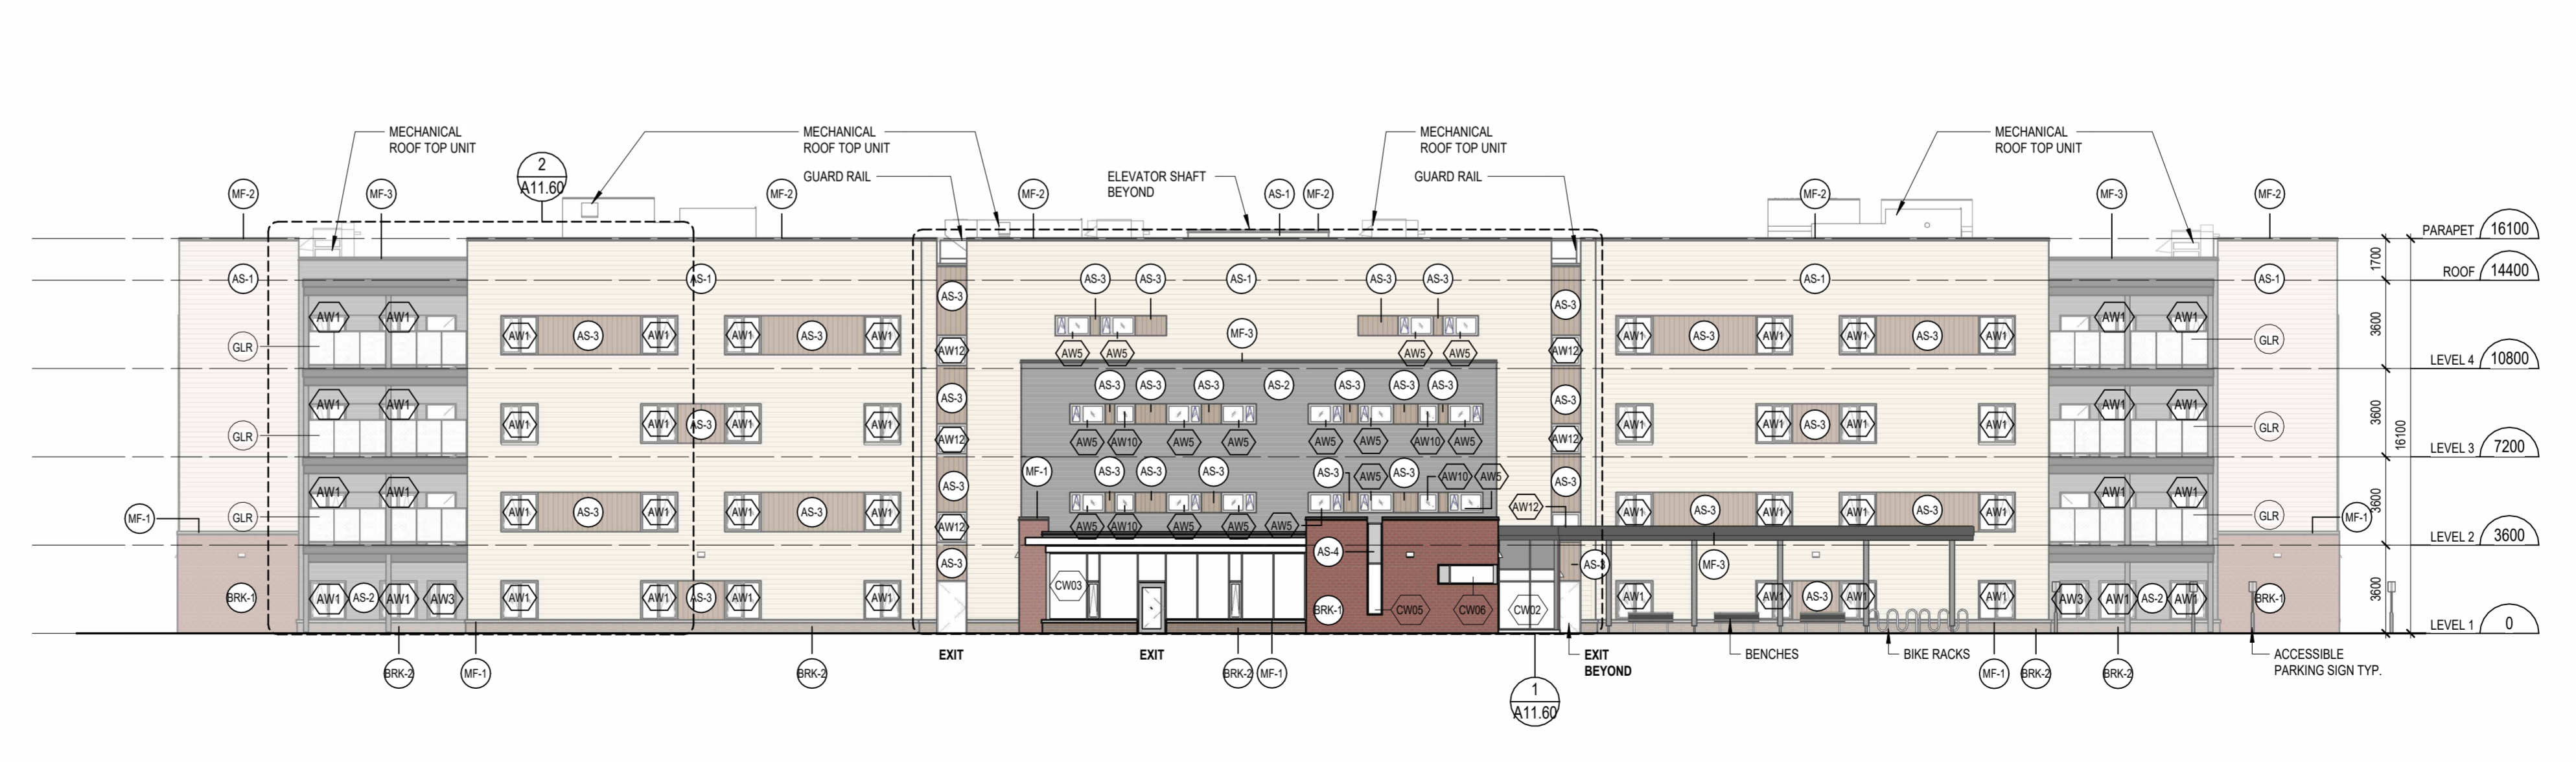 MECHANICAL
ROOF TOP UNIT
MECHANICAL
ROOF TOP UNIT
MECHANICAL
ROOF TOP UNIT
MECHANICAL
ROOF TOP UNIT
2
A11.60
GUARD RAIL
ELEVATOR SHAFT
BEYOND
GUARD RAIL
MF-2
MF-3
MF-2
MF-2
AS-1
MF-2
MF-2
MF-3
MF-2
PARAPET 16100
1700
AS-1
AS-1
AS-3
AS-3
AS-3
AS-1
AS-3
AS-3
AS-3
AS-1
AS-1
ROOF 14400
AW1
AW1
AW1
AW1
GLR
AW1
AS-3
AW1
AW1
AS-3
AW1
AW12
AW5
AW5
MF-3
AW5
AW5
AW12
AW1
AS-3
AW1
AW1
AS-3
AW1
GLR
3600
LEVEL 4 10800
AS-3
AS-3
AS-3
AS-3
AS-2
AS-3
AS-3
AS-3
AS-3
AW1
AW1
AW1
AW1
GLR
AW1
AW1
AS-3
AW1
AW1
AW12
AW5
AW10
AW5
AW5
AW5
AW5
AW10
AW5
AW12
AW1
AW1
AS-3
AW1
AW1
GLR
3600
16100
LEVEL 3 7200
MF-1
AS-3
AS-3
AS-3
AS-3
AS-3
AW5
AS-3
AW10
AW5
AS-3
AW1
AW1
AW1
AW1
MF-1
GLR
AW1
AS-3
AW1
AW1
AS-3
AW1
AW12
AW5
AW10
AW5
AW5
AW5
AW12
AW1
AS-3
AW1
AW1
AS-3
AW1
GLR
MF-1
3600
LEVEL 2 3600
AS-3
AS-4
AS-3
MF-3
BRK-1
AW1
AS-2
AW1
AW3
AW1
AW1
AS-3
AW1
AW1
CW03
BRK-1
CW05
CW06
CW02
AW1
AW1
AS-3
AW1
AW1
AW3
AW1
AS-2
AW1
BRK-1
3600
LEVEL 1 0
BRK-2
MF-1
BRK-2
EXIT
EXIT
BRK-2
MF-1
EXIT
BEYOND
BENCHES
BIKE RACKS
MF-1
BRK-2
BRK-2
ACCESSIBLE
PARKING SIGN TYP.
1
A11.60